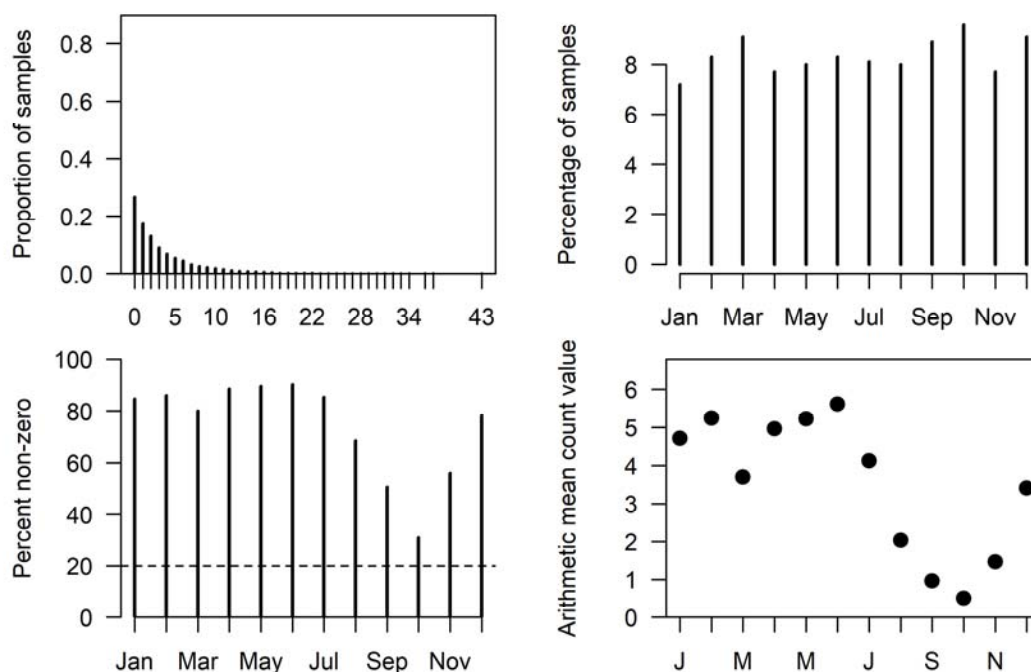 Proportion of samples
0.8
0.6
0.4
0.2
0.0
0 5 10 16 22 28 34 43
Percentage of samples
8
6
4
2
0
Jan Mar May Jul Sep Nov
Percent non-zero
100
80
60
40
20
0
Jan Mar May Jul Sep Nov
Arithmetic mean count value
6
5
4
3
2
1
0
J M M J S N